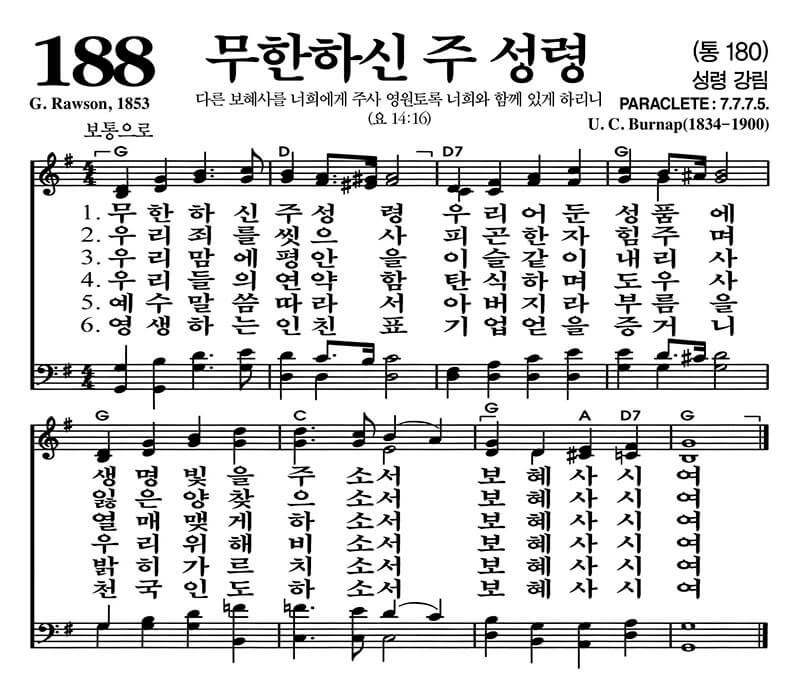 188 무한하신 주 성령 (통 180)
성령 강림
G. Rawson, 1853 다른 보혜사를 너희에게 주사 영원토록 너희와 함께 있게 하리니 PARACLETE : 7.7.7.5.
(요 14:16) U. C. Burnap(1834-1900)
보통으로
G D D7 G
1. 무 한 하 신 주 성 령 우 리 어 둔 성 품 에
2. 우 리 죄 를 씻 으 사 피 곤 한 자 힘 주 며
3. 우 리 맘 에 평 안 을 이 슬 같 이 내 리 사
4. 우 리 들 의 연 약 함 탄 식 하 며 도 우 사
5. 예 수 말 씀 따 라 서 아 버 지 라 부 름 을
6. 영 생 하 는 인 친 표 기 업 얻 을 증 거 니
G C G A D7 G
생 명 빛 을 주 소 서 보 혜 사 시 여
잃 은 양 찾 으 소 서 보 혜 사 시 여
열 매 맺 게 하 소 서 보 혜 사 시 여
우 리 위 해 비 소 서 보 혜 사 시 여
밝 히 가 르 치 소 서 보 혜 사 시 여
천 국 인 도 하 소 서 보 혜 사 시 여